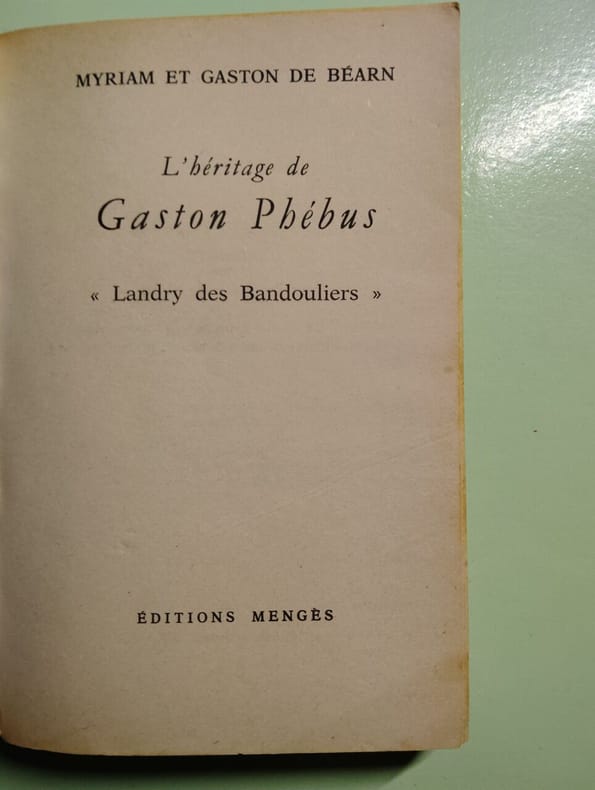 MYRIAM ET GASTON DE BÉARN
L'héritage de
Gaston Phébus
« Landry des Bandouliers »
ÉDITIONS MENGÈS